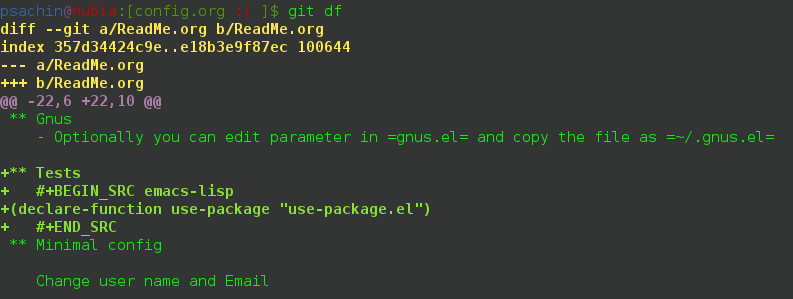 psachin@nubia:[config.org :( ]$ git df
diff --git a/ReadMe.org b/ReadMe.org
index 357d34424c9e..e18b3e9f87ec 100644
--- a/ReadMe.org
+++ b/ReadMe.org
@@ -22,6 +22,10 @@
 ** Gnus
    - Optionally you can edit parameter in =gnus.el= and copy the file as =~/.gnus.el=
+** Tests
+   #+BEGIN_SRC emacs-lisp
+(declare-function use-package "use-package.el")
+   #+END_SRC
 ** Minimal config
    Change user name and Email